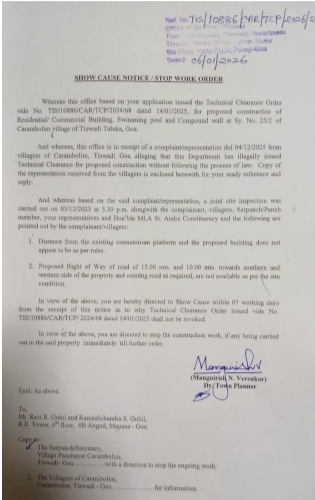 Ref. No: TIS/10886/CAR/TCP/2026/2
Office of
Town Planning Department
Dated: 06/01/2026
SHOW CAUSE NOTICE / STOP WORK ORDER
Whereas this office based on your application issued the Technical Clearance Order
vide No. TIS/10886/CAR/TCP/2024/68 dated 14/01/2025, for proposed construction of
Residential/ Commercial Building, Swimming pool and Compound wall at Sy. No. 25/2 of
Carambolim village of Tiswadi Taluka, Goa.
And whereas, this office is in receipt of a complaint/representation dtd 04/12/2025 from
villagers of Carambolim, Tiswadi Goa alleging that this Department has illegally issued
Technical Clearance for proposed construction without following the process of law. Copy of
the representation received from the villagers is enclosed herewith for your ready reference and
reply.
And whereas based on the said complaint/representation, a joint site inspection was
carried out on 05/12/2025 at 3:30 p.m. alongwith the complainant, villagers, Sarpanch/Panch
member, your representatives and Hon'ble MLA St. Andre Constituency and the following are
pointed out by the complainant/villagers:
1. Distance from the existing crematorium platform and the proposed building does not
appear to be as per rules.
2. Proposed Right of Way of road of 15.00 mts. and 10.00 mts. towards southern and
western side of the property and existing road as required, are not available as per the site
condition.
In view of the above, you are hereby directed to Show Cause within 07 working days
from the receipt of this notice as to why Technical Clearance Order issued vide No.
TIS/10886/CAR/TCP/ 2024/68 dated 14/01/2025 shall not be revoked.
In view of the above, you are directed to stop the construction work, if any being carried
out in the said property immediately till further order.
(Manguirish N. Verenkar)
Dy. Town Planner
Encl: As above.
To,
Mr. Ravi R. Gohil and Rameshchandra S. Gohil,
R.R. Tower, 6th floor, 6H Angod, Mapusa - Goa.
Copy to:
The Sarpanch/Secretary,
Village Panchayat Carambolim,
Tiswadi- Goa ............with a direction to stop the ongoing work.
The Villagers of Carambolim,
Carambolim, Tiswadi - Goa ............for information.